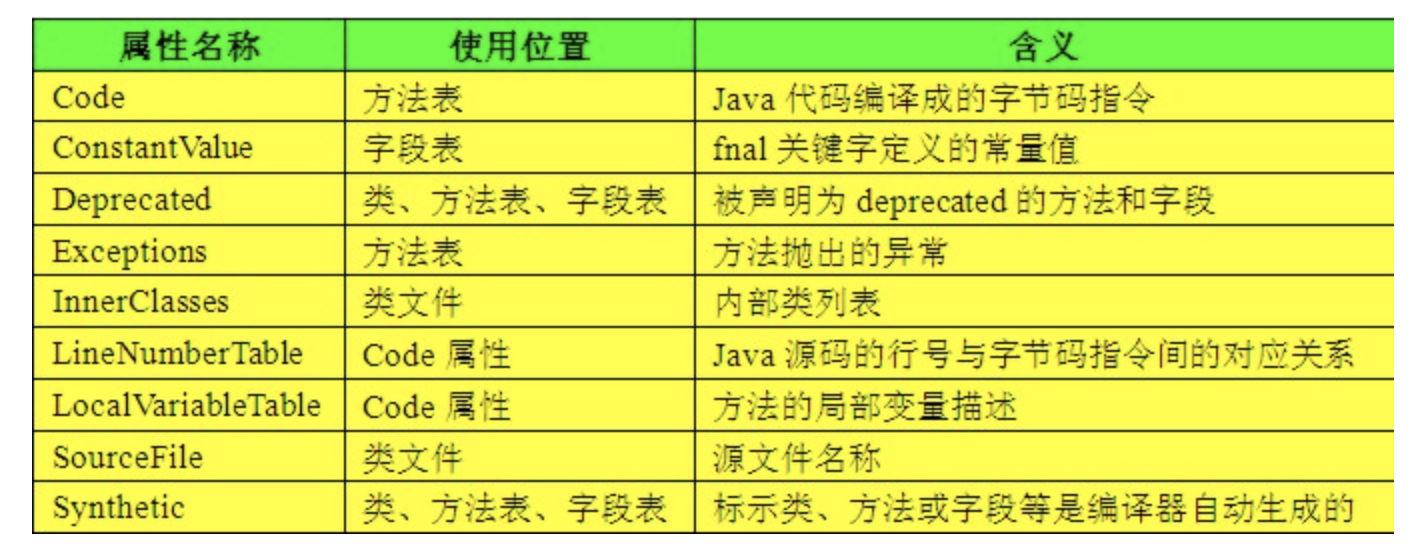 属性名称 使用位置 含义
Code 方法表 Java 代码编译成的字节码指令
ConstantValue 字段表 fnal 关键字定义的常量值
Deprecated 类、方法表、字段表 被声明为 deprecated 的方法和字段
Exceptions 方法表 方法抛出的异常
InnerClasses 类文件 内部类列表
LineNumberTable Code 属性 Java 源码的行号与字节码指令间的对应关系
LocalVariableTable Code 属性 方法的局部变量描述
SourceFile 类文件 源文件名称
Synthetic 类、方法表、字段表 标示类、方法或字段等是编译器自动生成的